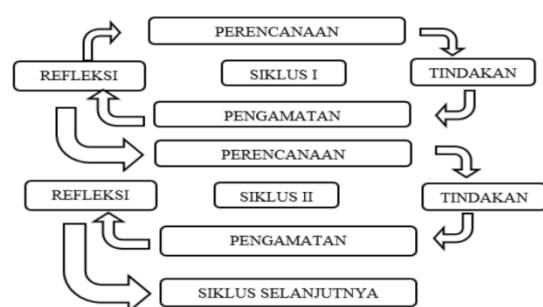 PERENCANAAN
REFLEKSI
SIKLUS I
TINDAKAN
PENGAMATAN
PERENCANAAN
REFLEKSI
SIKLUS II
TINDAKAN
PENGAMATAN
SIKLUS SELANJUTNYA